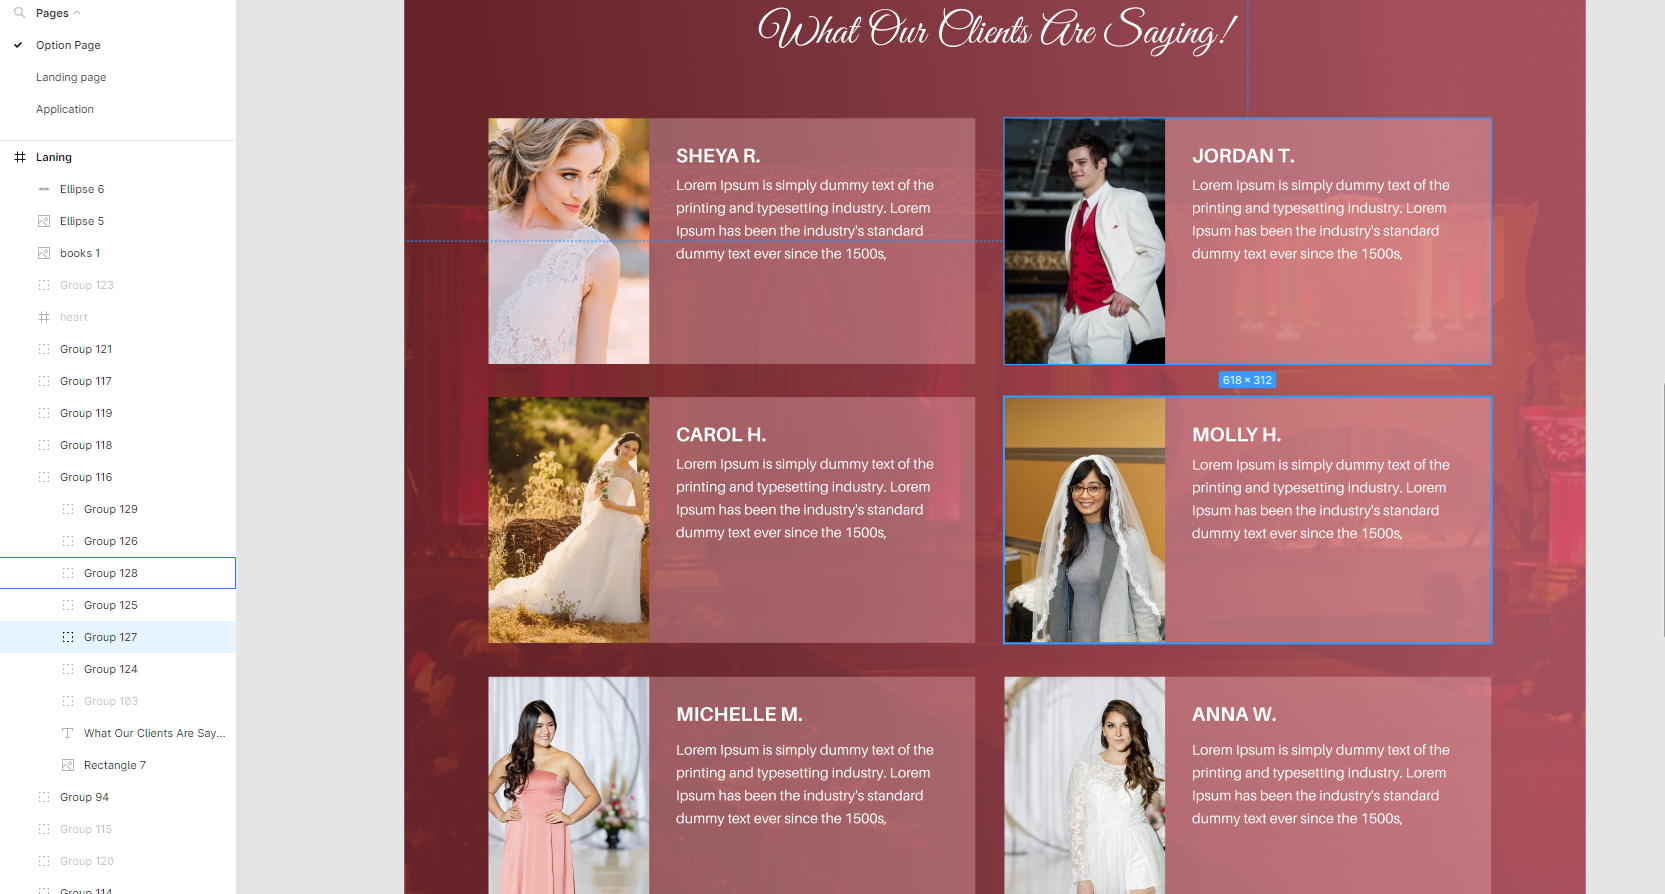 Pages
Option Page
Landing page
Application
Laning
Ellipse 6
Ellipse 5
books 1
Group 123
heart
Group 121
Group 117
Group 119
Group 118
Group 116
Group 129
Group 126
Group 128
Group 125
Group 127
Group 124
Group 103
What Our Clients Are Say...
Rectangle 7
Group 94
Group 115
Group 120
Group 114
What Our Clients Are Saying!
SHEYA R.
Lorem Ipsum is simply dummy text of the
printing and typesetting industry. Lorem
Ipsum has been the industry's standard
dummy text ever since the 1500s,
JORDAN T.
Lorem Ipsum is simply dummy text of the
printing and typesetting industry. Lorem
Ipsum has been the industry's standard
dummy text ever since the 1500s,
618 × 312
CAROL H.
Lorem Ipsum is simply dummy text of the
printing and typesetting industry. Lorem
Ipsum has been the industry's standard
dummy text ever since the 1500s,
MOLLY H.
Lorem Ipsum is simply dummy text of the
printing and typesetting industry. Lorem
Ipsum has been the industry's standard
dummy text ever since the 1500s,
MICHELLE M.
Lorem Ipsum is simply dummy text of the
printing and typesetting industry. Lorem
Ipsum has been the industry's standard
dummy text ever since the 1500s,
ANNA W.
Lorem Ipsum is simply dummy text of the
printing and typesetting industry. Lorem
Ipsum has been the industry's standard
dummy text ever since the 1500s,